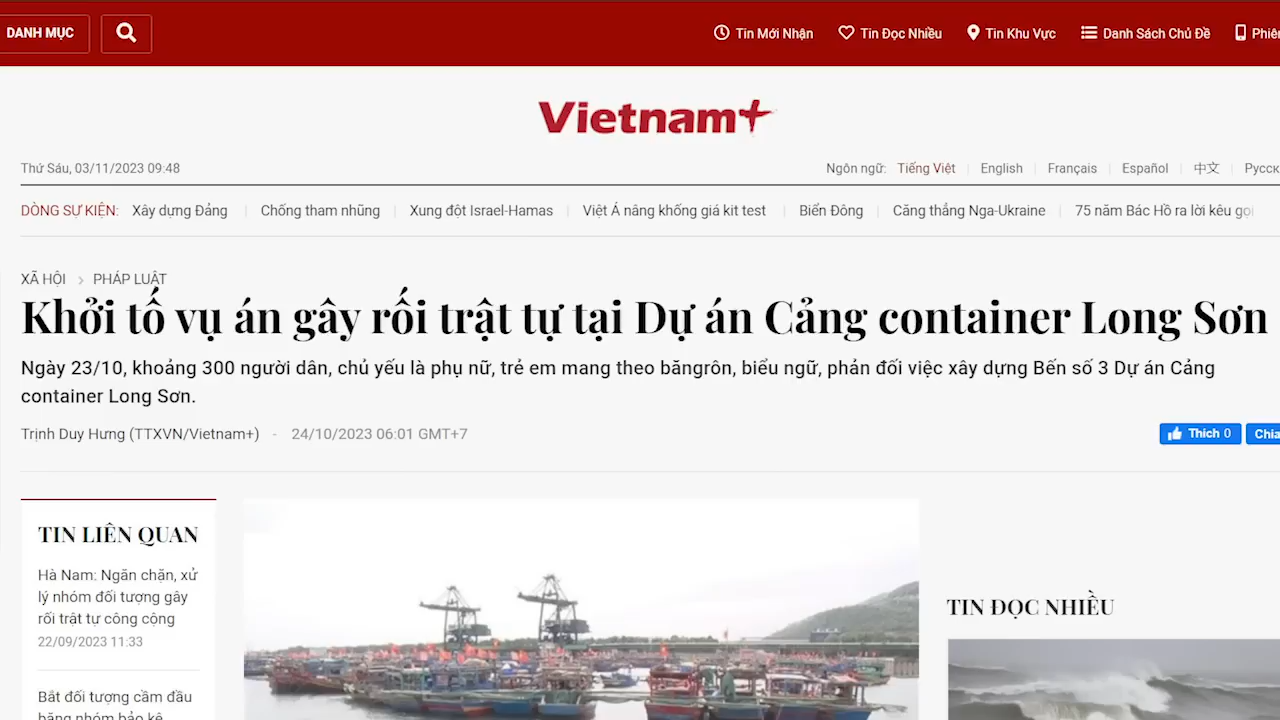 DANH MỤC
Tin Mới Nhận
Tin Đọc Nhiều
Tin Khu Vực
Danh Sách Chủ Đề
Vietnam+
Thứ Sáu, 03/11/2023 09:48
Ngôn ngữ: Tiếng Việt English Français Español 中文
DÒNG SỰ KIỆN: Xây dựng Đảng Chống tham nhũng Xung đột Israel-Hamas Việt Á nâng khống giá kit test Biển Đông Căng thẳng Nga-Ukraine 75 năm Bác Hồ ra lời kêu gọi
XÃ HỘI > PHÁP LUẬT
Khởi tố vụ án gây rối trật tự tại Dự án Cảng container Long Sơn
Ngày 23/10, khoảng 300 người dân, chủ yếu là phụ nữ, trẻ em mang theo băngrôn, biểu ngữ, phản đối việc xây dựng Bến số 3 Dự án Cảng
container Long Sơn.
Trịnh Duy Hưng (TTXVN/Vietnam+) - 24/10/2023 06:01 GMT+7
Thích 0
TIN LIÊN QUAN
Hà Nam: Ngăn chặn, xử
lý nhóm đối tượng gây
rối trật tự công cộng
22/09/2023 11:33
Bắt đối tượng cầm đầu
băng nhóm bảo kê
TIN ĐỌC NHIỀU